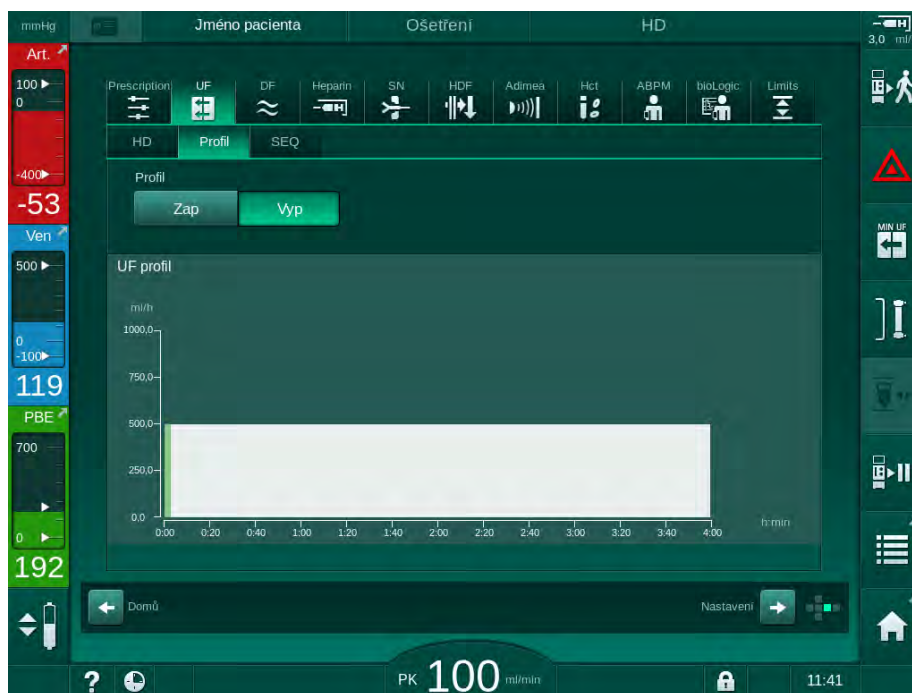 mmHg
Jméno pacienta
Ošetření
HD
3,0 ml/
Art.
100
0
-400
-53
Ven
500
0
-100
119
PBE
700
0
192
Prescription
UF
DF
Heparin
SN
HDF
Adimea
Hct
ABPM
bioLogic
Limits
HD
Profil
SEQ
Profil
Zap
Vyp
UF profil
ml/h
1000,0
750,0
500,0
250,0
0,0
0:00 0:20 0:40 1:00 1:20 1:40 2:00 2:20 2:40 3:00 3:20 3:40 4:00
h:min
MIN UF
Domů
Nastavení
? PK 100 ml/min
11:41